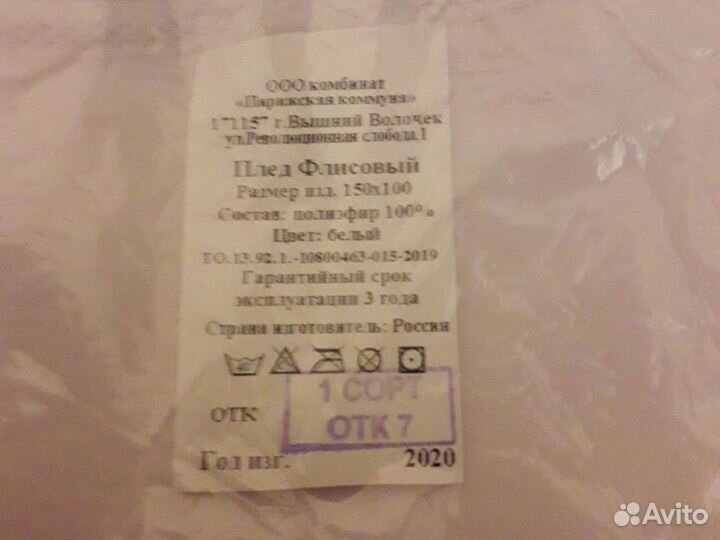 ООО комбинат
«Парижская коммуна»
171157 г.Вышний Волочек
ул.Революционная слобода,1
Плед Флисовый
Размер изд. 150х100
Состав: полиэфир 100%
Цвет: белый
ТО.13.92.1.-10800463-015-2019
Гарантийный срок
эксплуатации 3 года
Страна изготовитель: Россия
40°
1 СОРТ
ОТК
ОТК 7
Год изг. 2020
Avito